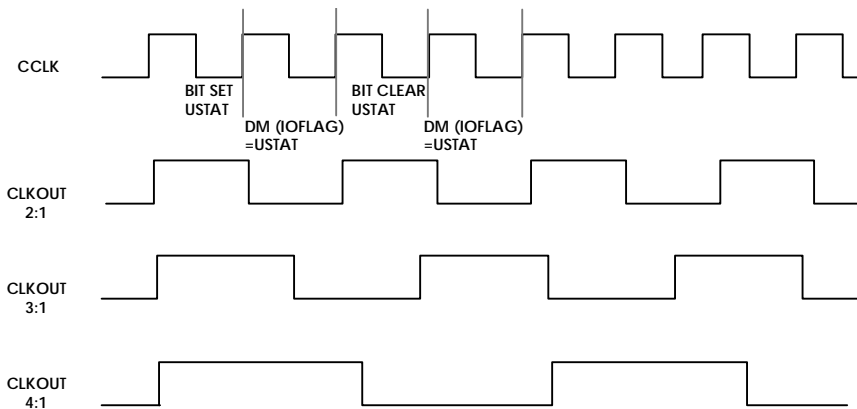 CCLK
BIT SET
USTAT
BIT CLEAR
USTAT
DM (IOFLAG)
=USTAT
DM (IOFLAG)
=USTAT
CLKOUT
2:1
CLKOUT
3:1
CLKOUT
4:1